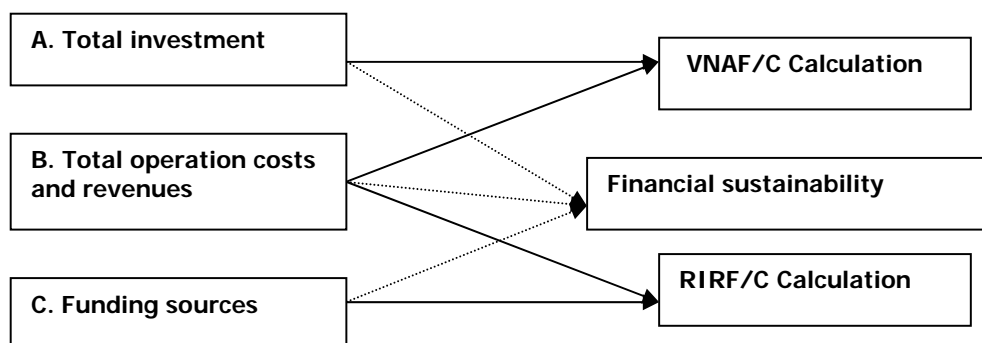 A. Total investment
VNAF/C Calculation
B. Total operation costs
and revenues
Financial sustainability
C. Funding sources
RIRF/C Calculation